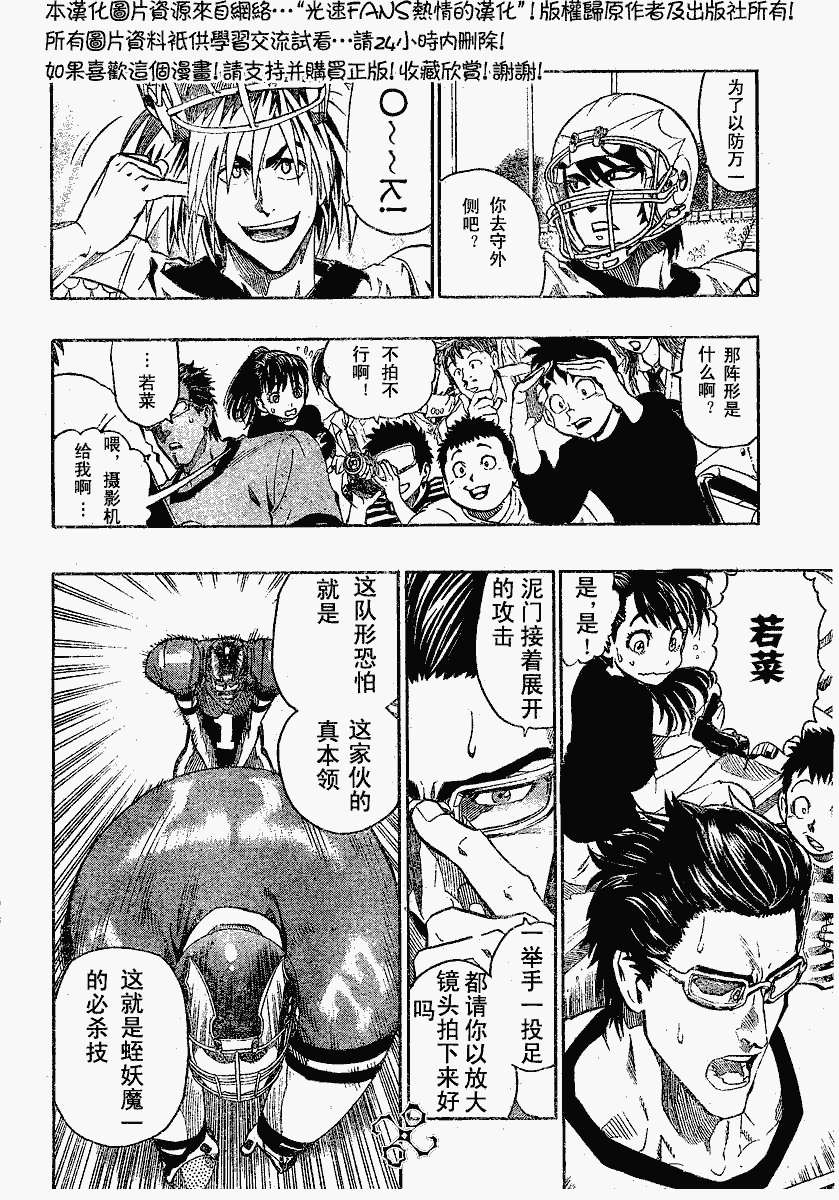 本漢化圖片資源來自網絡…“光速FANS熱情的漢化”！版權歸原作者及出版社所有！
所有圖片資料衹供學習交流試看…請24小時内刪除！
如果喜歡這個漫畫！請支持并購買正版！收藏欣賞！謝謝！
为了以防万一
你去守外
侧吧？
O～～K！
那阵形是
什么啊？
不拍不
行啊！
…若菜
喂，摄影机
给我啊…
若菜
是，是！
泥门接着展开
的攻击
一举手一投足
都请你以放大
镜头拍下来好
吗
这队形恐怕
就是
这家伙的
真本领
1
77
这就是蛭妖魔一
的必杀技